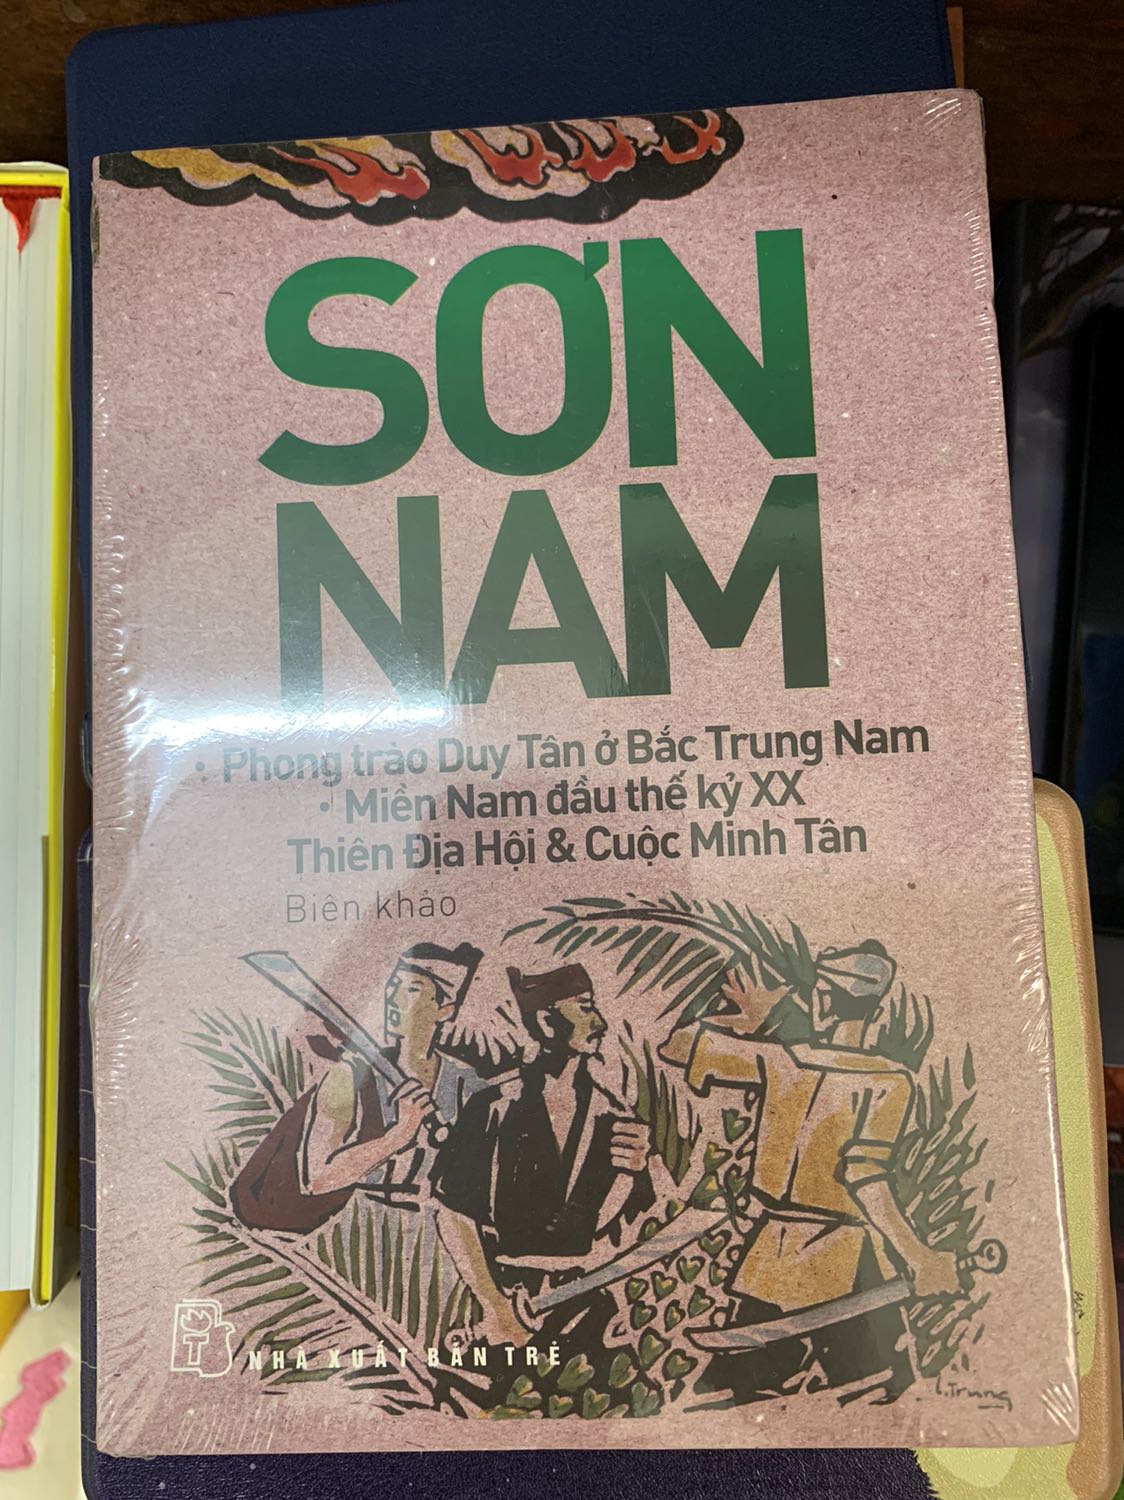 SƠN
NAM
• Phong trào Duy Tân ở Bắc Trung Nam
• Miền Nam đầu thế kỷ XX
Thiên Địa Hội & Cuộc Minh Tân
Biên khảo
NHÀ XUẤT BẢN TRẺ
L.Trung